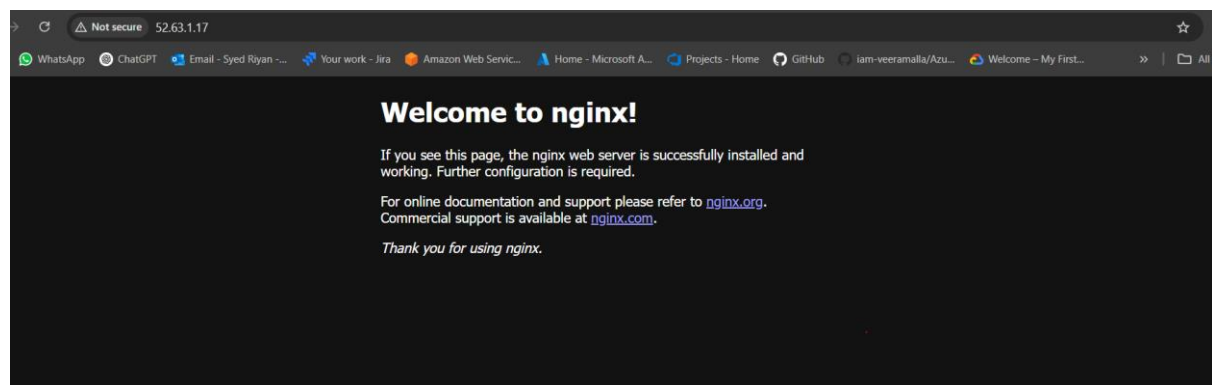 Not secure 52.63.1.17
WhatsApp ChatGPT Email - Syed Riyan -... Your work - Jira Amazon Web Servic... Home - Microsoft A... Projects - Home GitHub iam-veeramalla/Azu... Welcome – My First... » All
Welcome to nginx!
If you see this page, the nginx web server is successfully installed and
working. Further configuration is required.
For online documentation and support please refer to nginx.org.
Commercial support is available at nginx.com.
Thank you for using nginx.